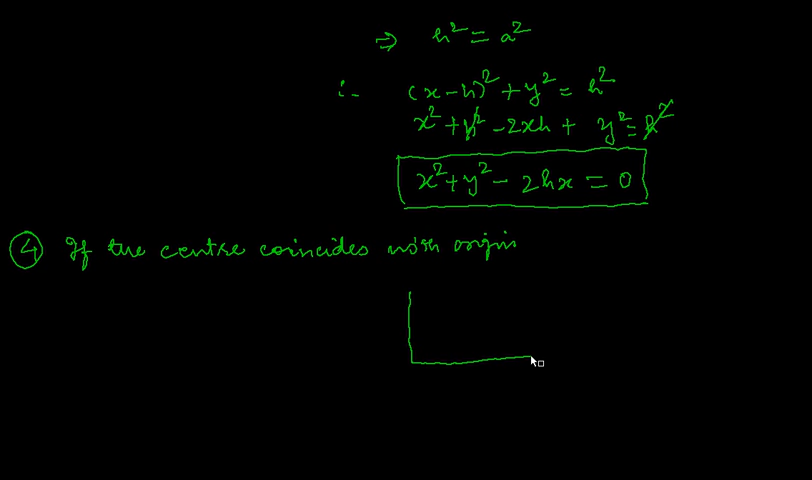 ⇒ h² = a²
∴ (x-h)² + y² = h²
x² + h² - 2xh + y² = h²
x² + y² - 2hx = 0
④ If the centre coincides with origin